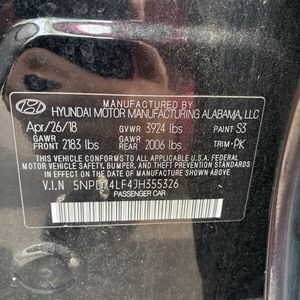 MANUFACTURED BY
HYUNDAI MOTOR MANUFACTURING ALABAMA, LLC
Apr/26/18 GVWR 3924 lbs PAINT S3
GAWR GAWR
FRONT 2183 lbs REAR 2006 lbs TRIM PK
THIS VEHICLE CONFORMS TO ALL APPLICABLE U.S. FEDERAL
MOTOR VEHICLE SAFETY, BUMPER, AND THEFT PREVENTION STANDARDS
IN EFFECT ON THE DATE OF MANUFACTURE SHOWN ABOVE.
V.I.N 5NPD74LF4JH355326
PASSENGER CAR